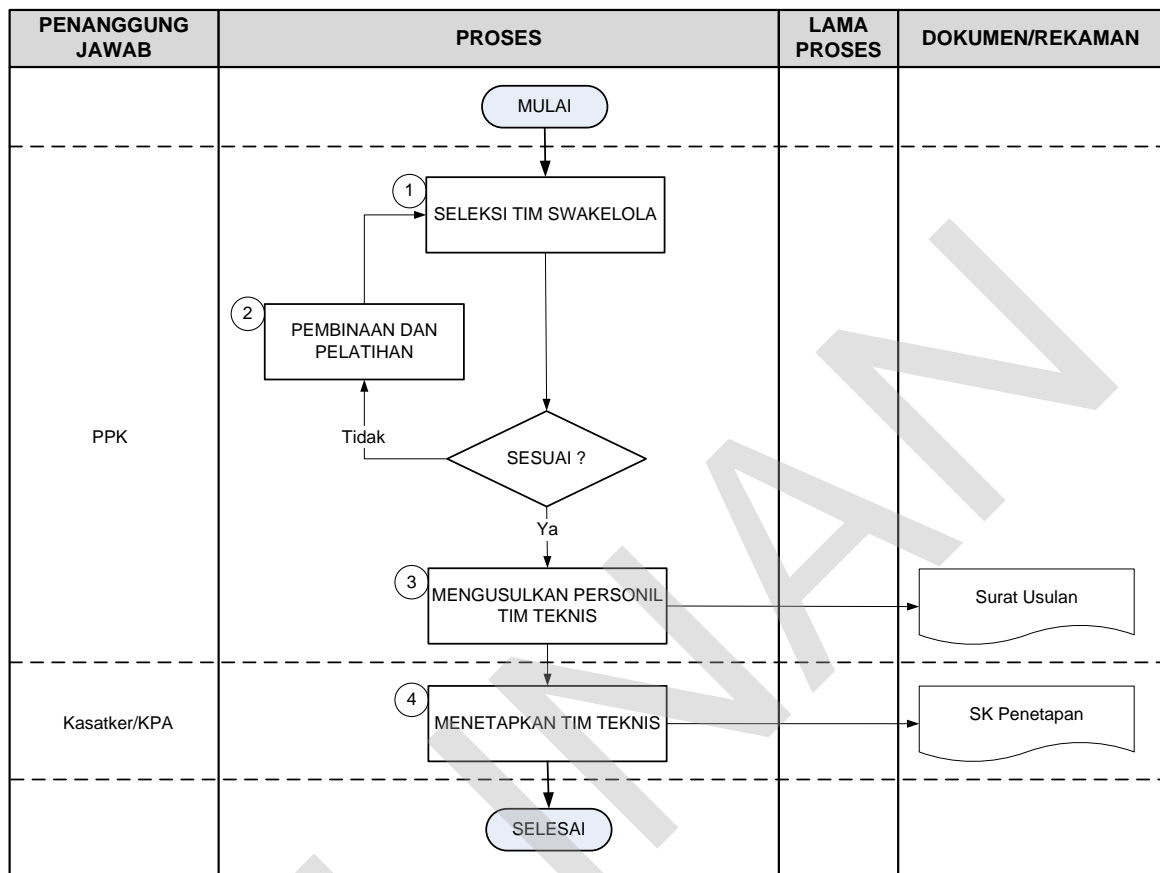 PENANGGUNG
JAWAB
PROSES
LAMA
PROSES
DOKUMEN/REKAMAN
MULAI
1
SELEKSI TIM SWAKELOLA
2
PEMBINAAN DAN
PELATIHAN
PPK
Tidak
SESUAI ?
Ya
3
MENGUSULKAN PERSONIL
TIM TEKNIS
Surat Usulan
Kasatker/KPA
4
MENETAPKAN TIM TEKNIS
SK Penetapan
SELESAI
INAN